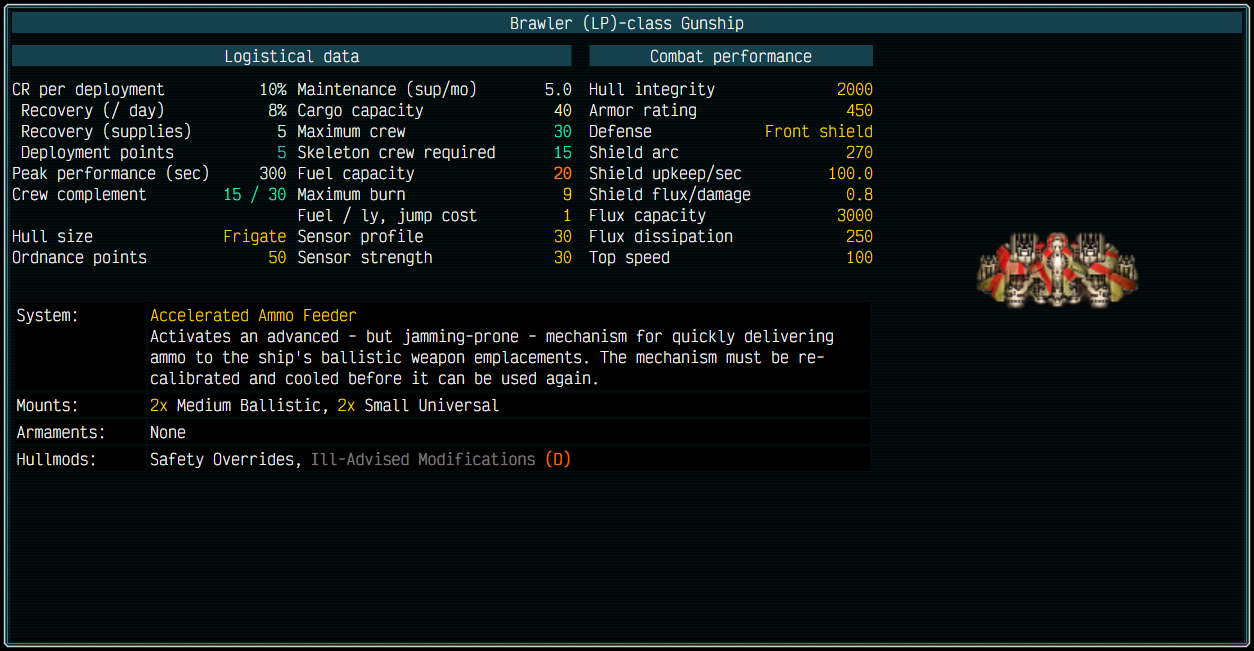 Brawler (LP)-class Gunship
Logistical data
CR per deployment 10% Maintenance (sup/mo) 5.0
Recovery (/ day) 8% Cargo capacity 40
Recovery (supplies) 5 Maximum crew 30
Deployment points 5 Skeleton crew required 15
Peak performance (sec) 300 Fuel capacity 20
Crew complement 15 / 30 Maximum burn 9
Fuel / ly, jump cost 1
Hull size Frigate Sensor profile 30
Ordnance points 50 Sensor strength 30
Combat performance
Hull integrity 2000
Armor rating 450
Defense Front shield
Shield arc 270
Shield upkeep/sec 100.0
Shield flux/damage 0.8
Flux capacity 3000
Flux dissipation 250
Top speed 100
System: Accelerated Ammo Feeder
Activates an advanced - but jamming-prone - mechanism for quickly delivering
ammo to the ship's ballistic weapon emplacements. The mechanism must be re-
calibrated and cooled before it can be used again.
Mounts: 2x Medium Ballistic, 2x Small Universal
Armaments: None
Hullmods: Safety Overrides, Ill-Advised Modifications (D)